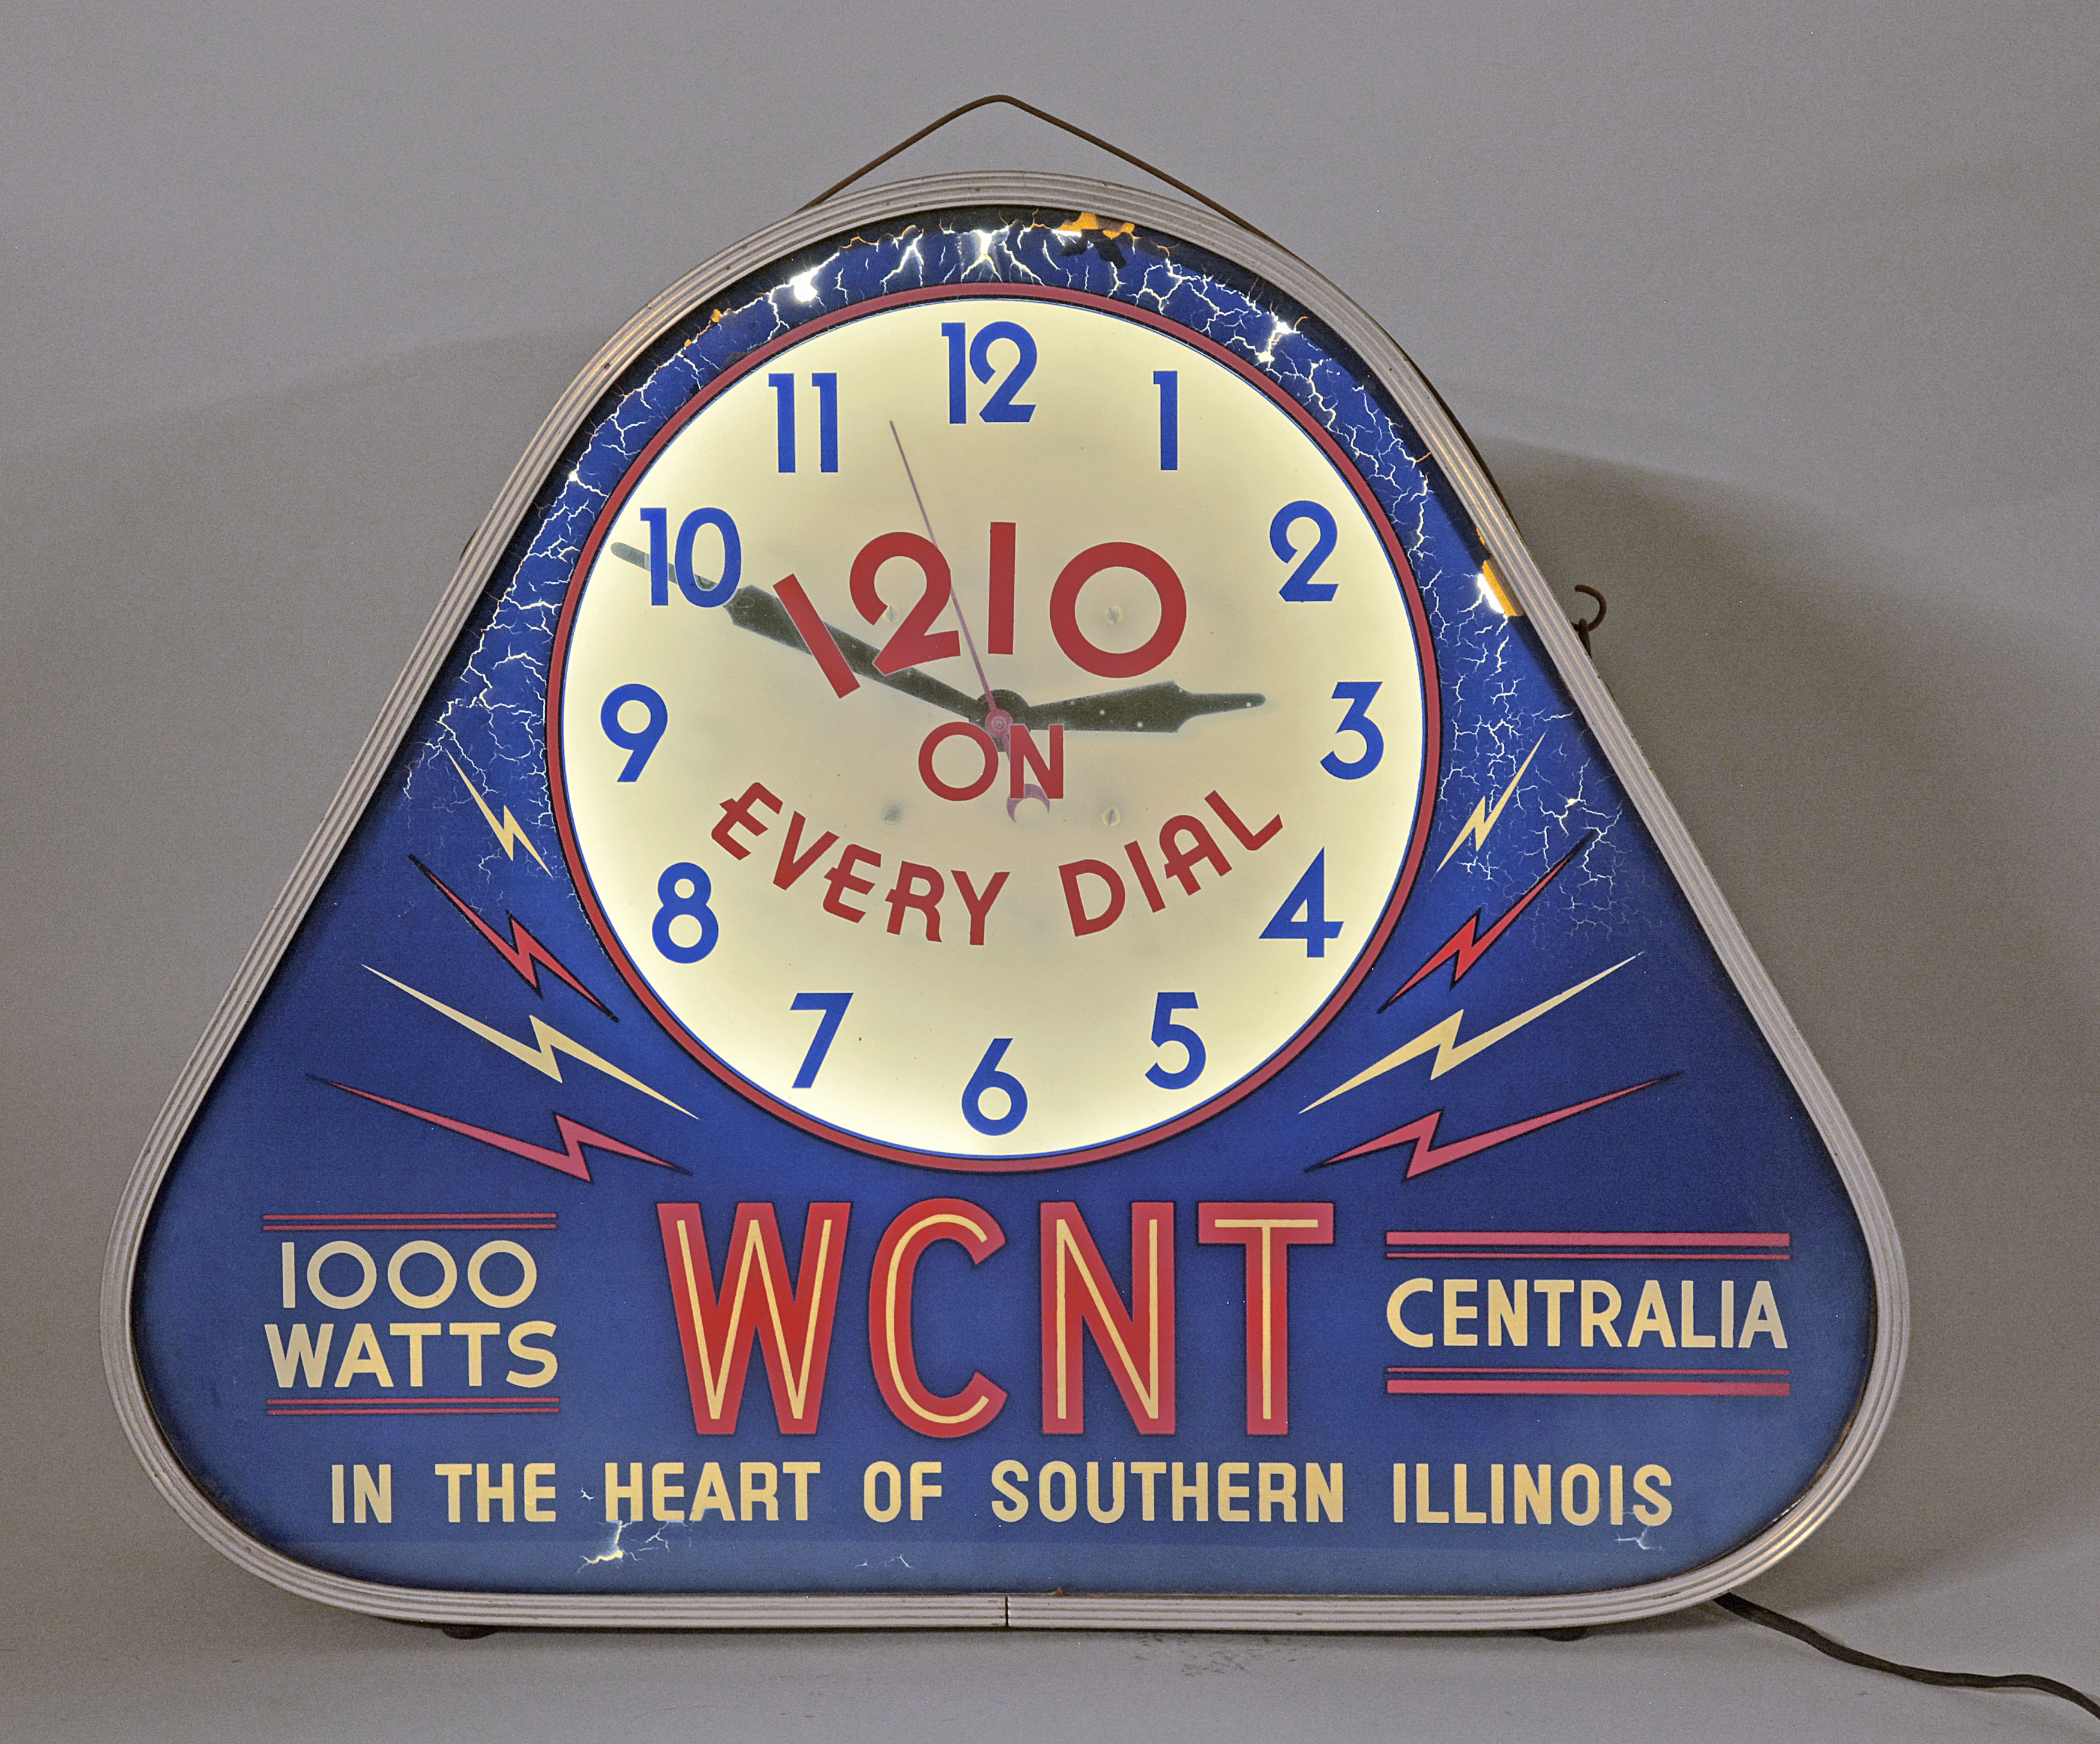 12
11 1
10 2
1210
9 3
ON
EVERY DIAL
8 4
7 5
6
1000
WATTS
WCNT
CENTRALIA
IN THE HEART OF SOUTHERN ILLINOIS